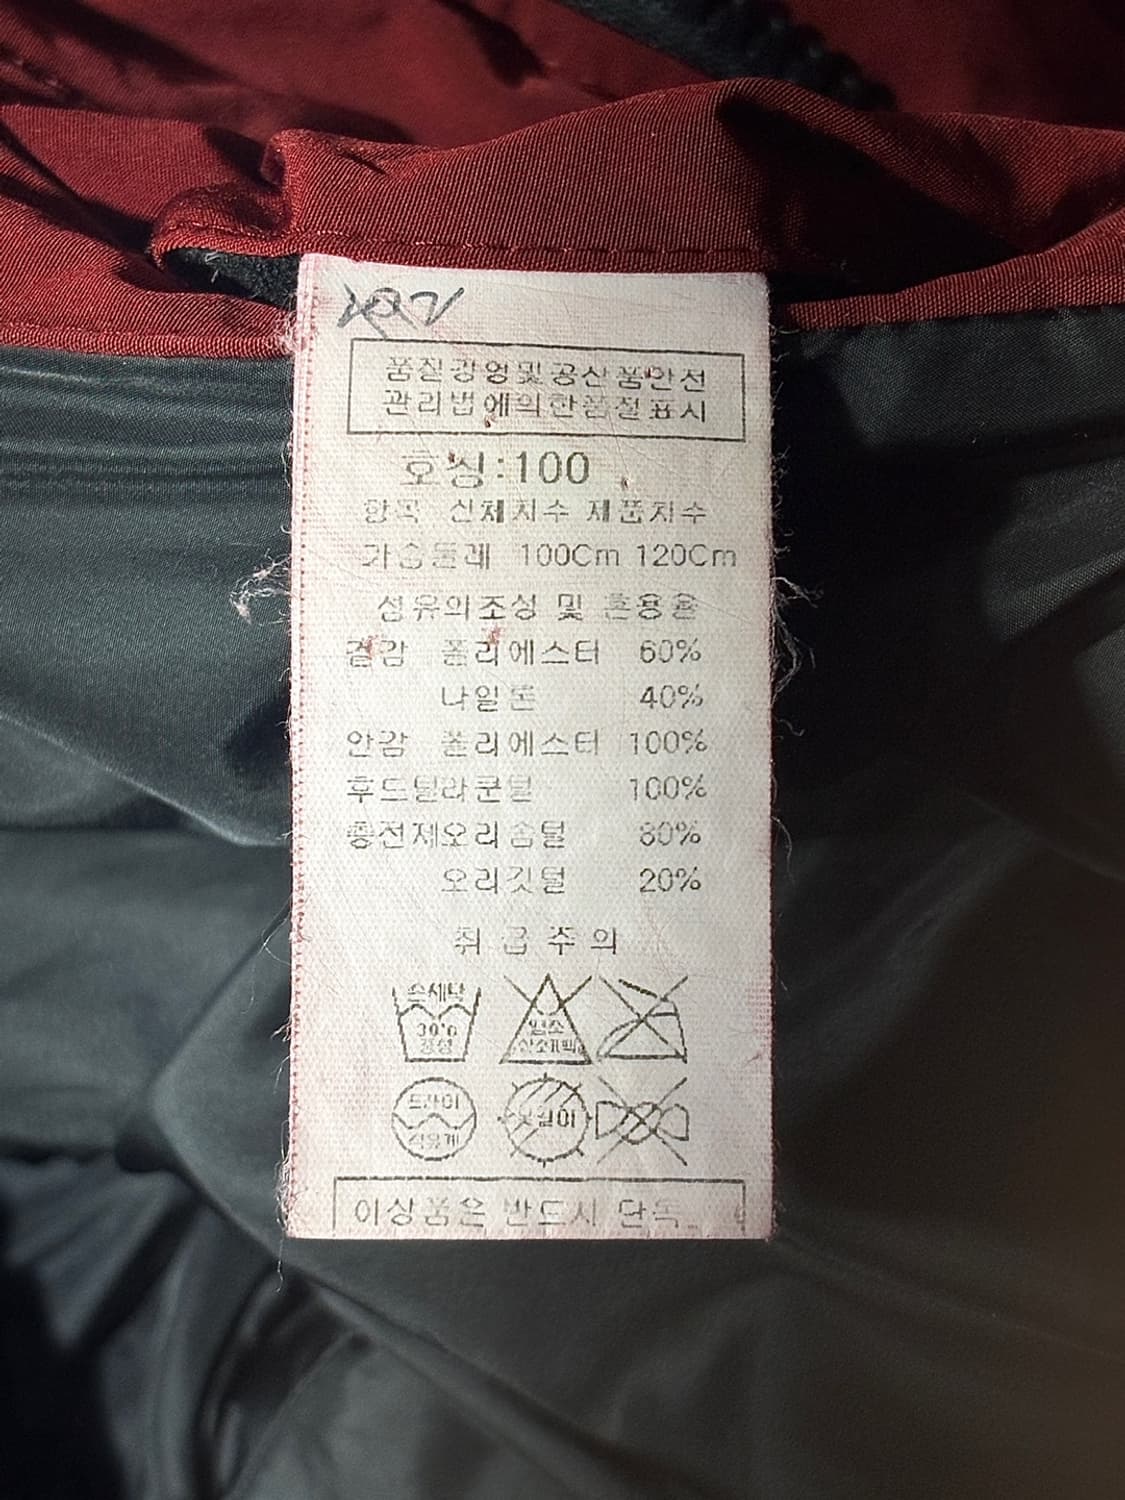 품질경영및공산품안전
관리법에의한품질표시
호칭:100
항목 신체치수 제품치수
가슴둘레 100Cm 120Cm
섬유의조성 및 혼용율
겉감 폴리에스터 60%
나일론 40%
안감 폴리에스터 100%
후드털라쿤털 100%
충전제오리솜털 80%
오리깃털 20%
취급주의
손세탁
30℃
중성
염소
산소표백
드라이
석유계
옷걸이
이상품은 반드시 단독